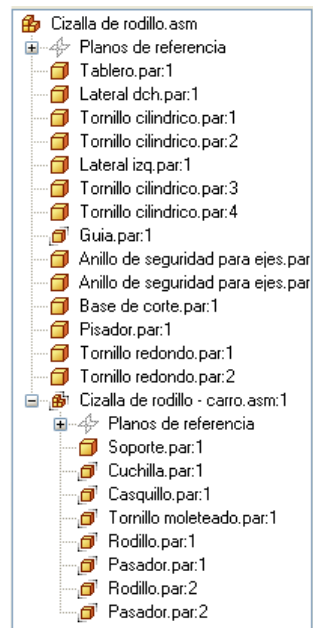 Cizalla de rodillo.asm
Planos de referencia
Tablero.par:1
Lateral dch.par:1
Tornillo cilindrico.par:1
Tornillo cilindrico.par:2
Lateral izq.par:1
Tornillo cilindrico.par:3
Tornillo cilindrico.par:4
Guia.par:1
Anillo de seguridad para ejes.par
Anillo de seguridad para ejes.par
Base de corte.par:1
Pisador.par:1
Tornillo redondo.par:1
Tornillo redondo.par:2
Cizalla de rodillo - carro.asm:1
Planos de referencia
Soporte.par:1
Cuchilla.par:1
Casquillo.par:1
Tornillo moleteado.par:1
Rodillo.par:1
Pasador.par:1
Rodillo.par:2
Pasador.par:2